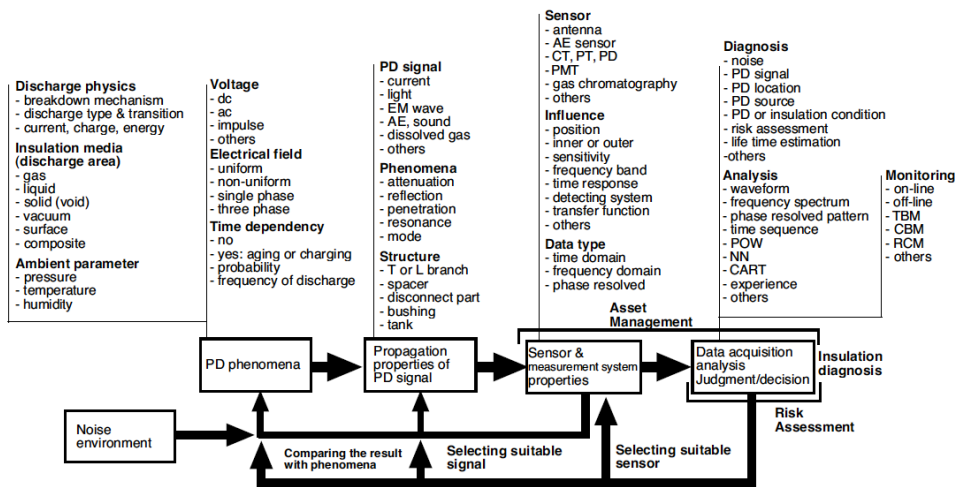 Discharge physics
- breakdown mechanism
- discharge type & transition
- current, charge, energy
Insulation media
(discharge area)
- gas
- liquid
- solid (void)
- vacuum
- surface
- composite
Ambient parameter
- pressure
- temperature
- humidity
Voltage
- dc
- ac
- impulse
- others
Electrical field
- uniform
- non-uniform
- single phase
- three phase
Time dependency
- no
- yes: aging or charging
- probability
- frequency of discharge
PD signal
- current
- light
- EM wave
- AE, sound
- dissolved gas
- others
Phenomena
- attenuation
- reflection
- penetration
- resonance
- mode
Structure
- T or L branch
- spacer
- disconnect part
- bushing
- tank
Sensor
- antenna
- AE sensor
- CT, PT, PD
- PMT
- gas chromatography
- others
Influence
- position
- inner or outer
- sensitivity
- frequency band
- time response
- detecting system
- transfer function
- others
Data type
- time domain
- frequency domain
- phase resolved
Diagnosis
- noise
- PD signal
- PD location
- PD source
- PD or insulation condition
- risk assessment
- life time estimation
-others
Analysis
- waveform
- frequency spectrum
- phase resolved pattern
- time sequence
- POW
- NN
- CART
- experience
- others
Monitoring
- on-line
- off-line
- TBM
- CBM
- RCM
- others
Asset
Management
PD phenomena
Propagation
properties of
PD signal
Sensor &
measurement system
properties
Data acquisition
analysis
Judgment/decision
Insulation
diagnosis
Risk
Assessment
Noise
environment
Comparing the result
with phenomena
Selecting suitable
signal
Selecting suitable
sensor